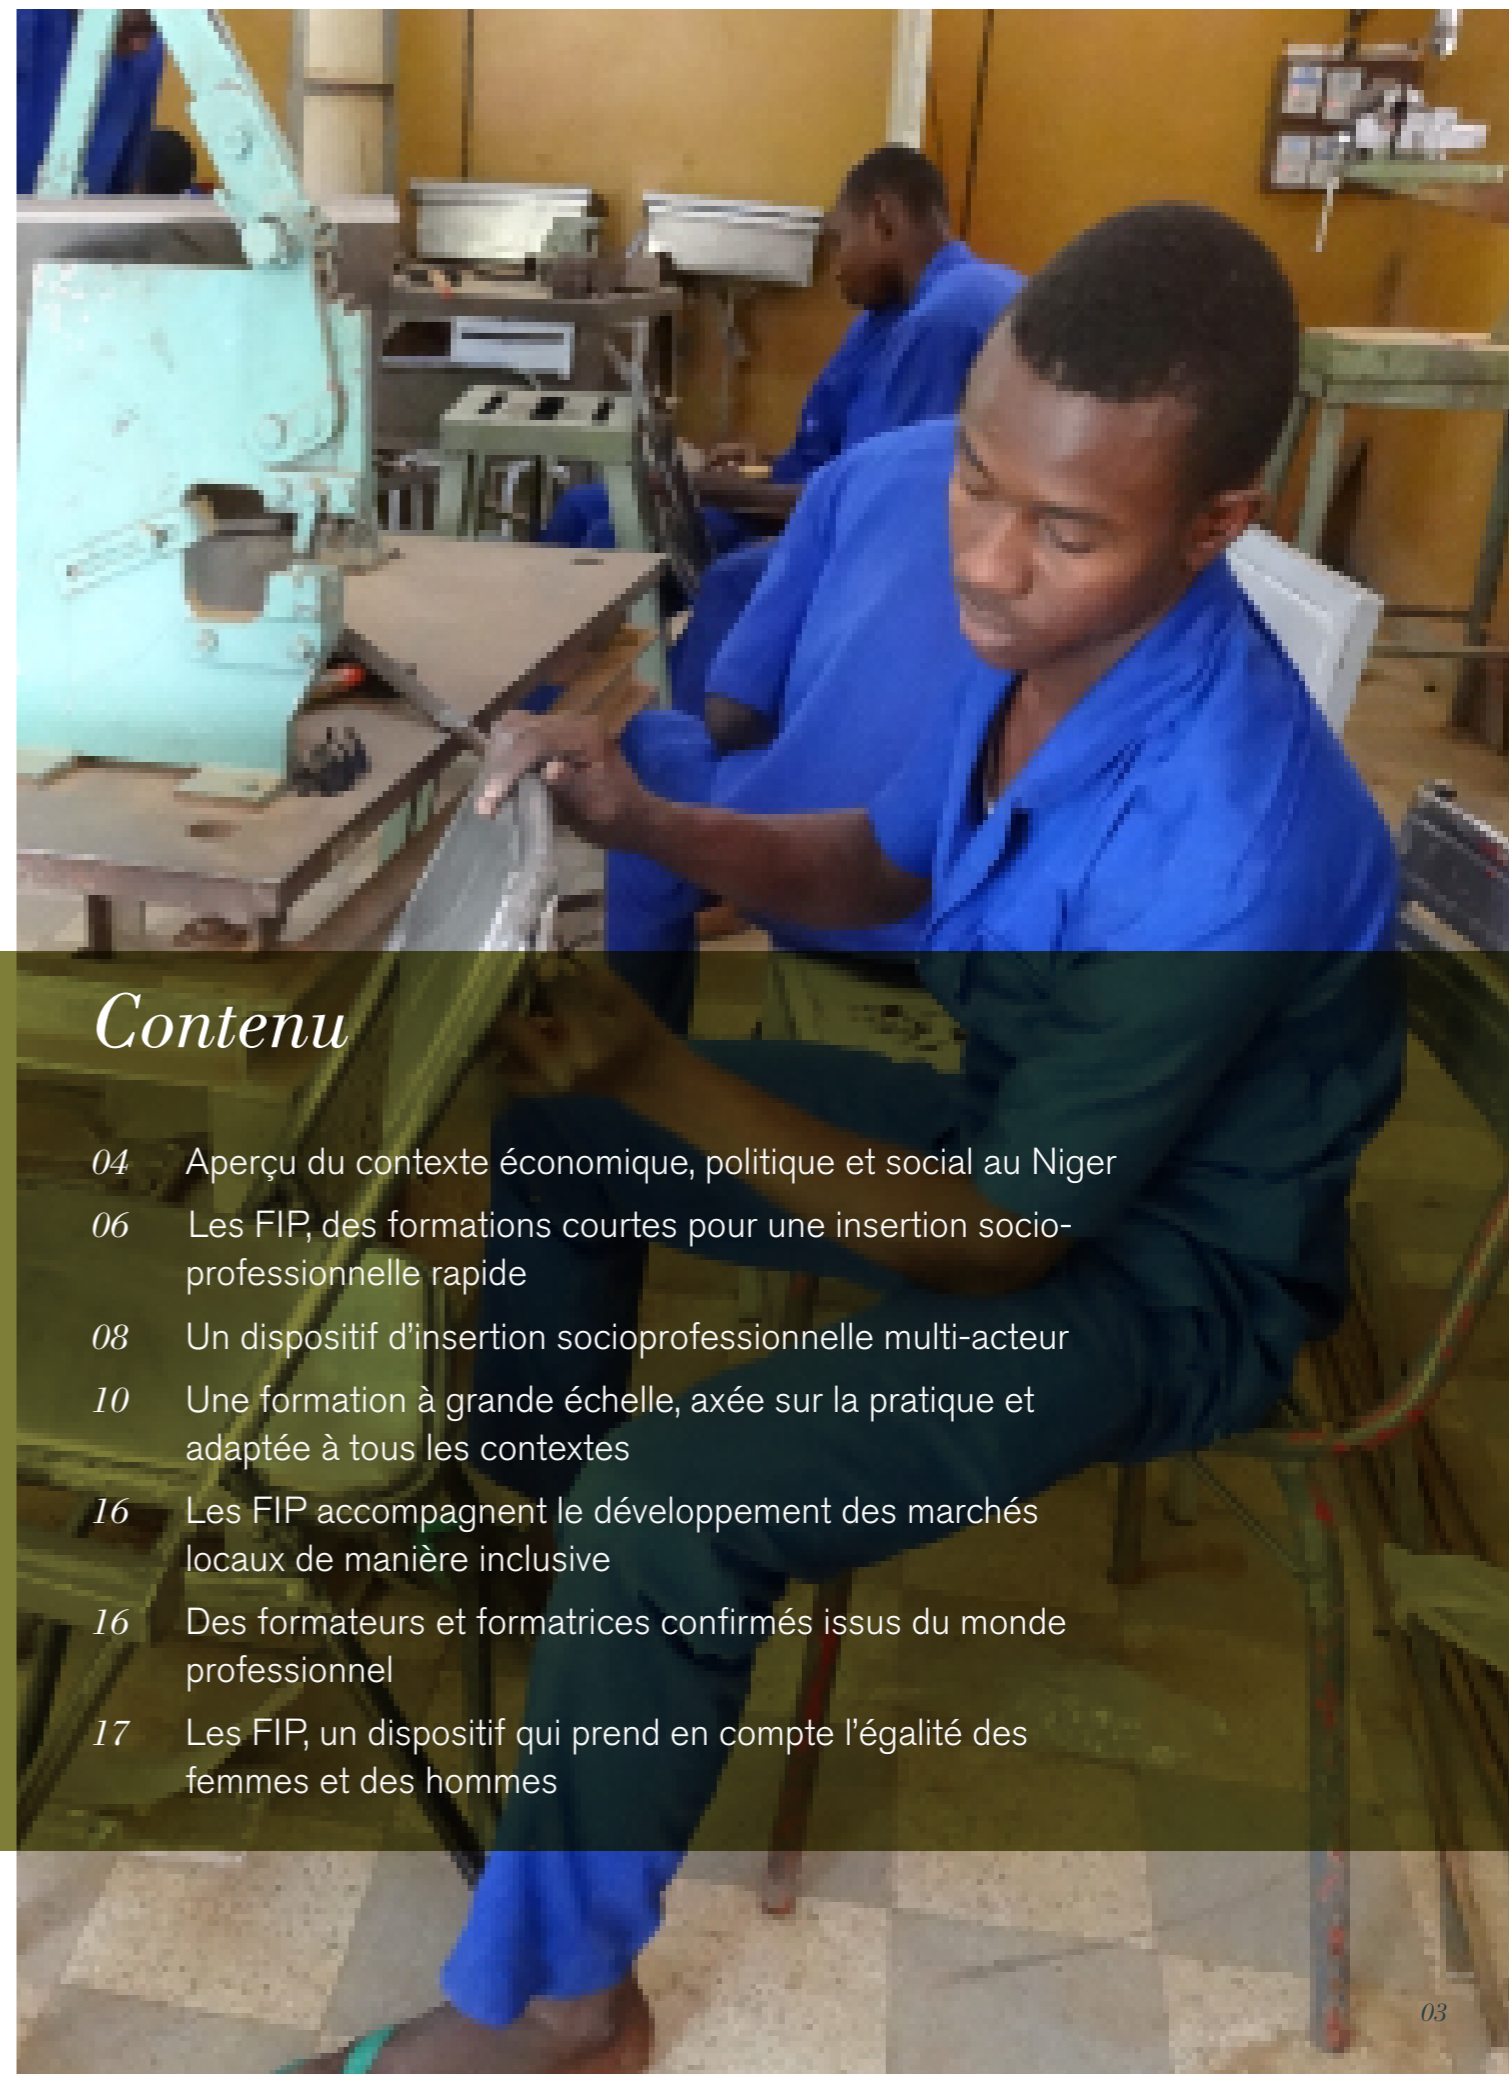 Contenu
04 Aperçu du contexte économique, politique et social au Niger
06 Les FIP, des formations courtes pour une insertion socio-
professionnelle rapide
08 Un dispositif d’insertion socioprofessionnelle multi-acteur
10 Une formation à grande échelle, axée sur la pratique et
adaptée à tous les contextes
16 Les FIP accompagnent le développement des marchés
locaux de manière inclusive
16 Des formateurs et formatrices confirmés issus du monde
professionnel
17 Les FIP, un dispositif qui prend en compte l’égalité des
femmes et des hommes
03